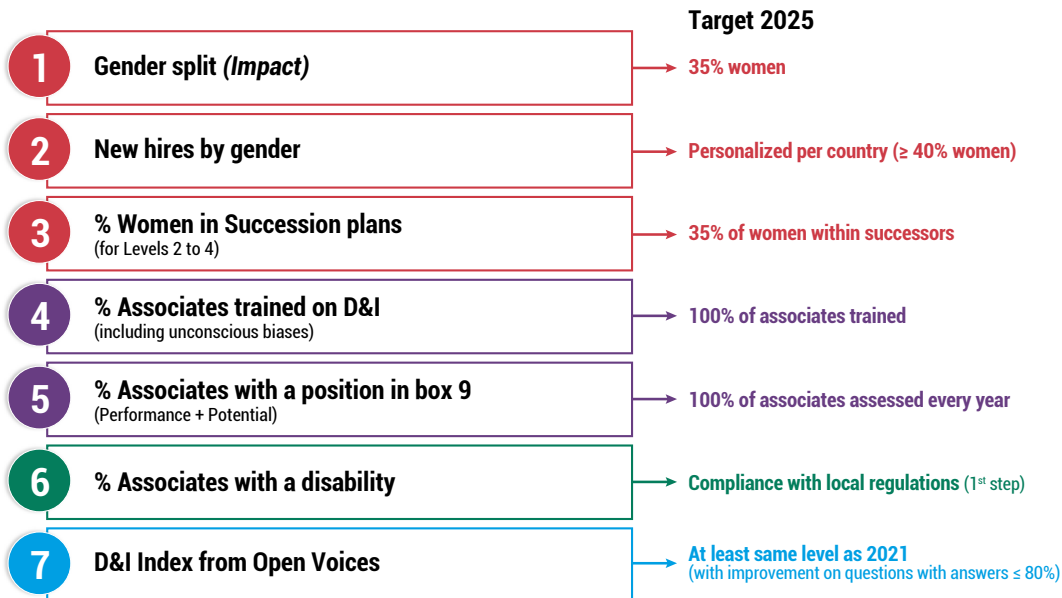 Target 2025
1 Gender split (Impact) 35% women
2 New hires by gender Personalized per country (≥ 40% women)
3 % Women in Succession plans
(for Levels 2 to 4)
35% of women within successors
4 % Associates trained on D&I
(including unconscious biases)
100% of associates trained
5 % Associates with a position in box 9
(Performance + Potential)
100% of associates assessed every year
6 % Associates with a disability Compliance with local regulations (1st step)
7 D&I Index from Open Voices
At least same level as 2021
(with improvement on questions with answers ≤ 80%)